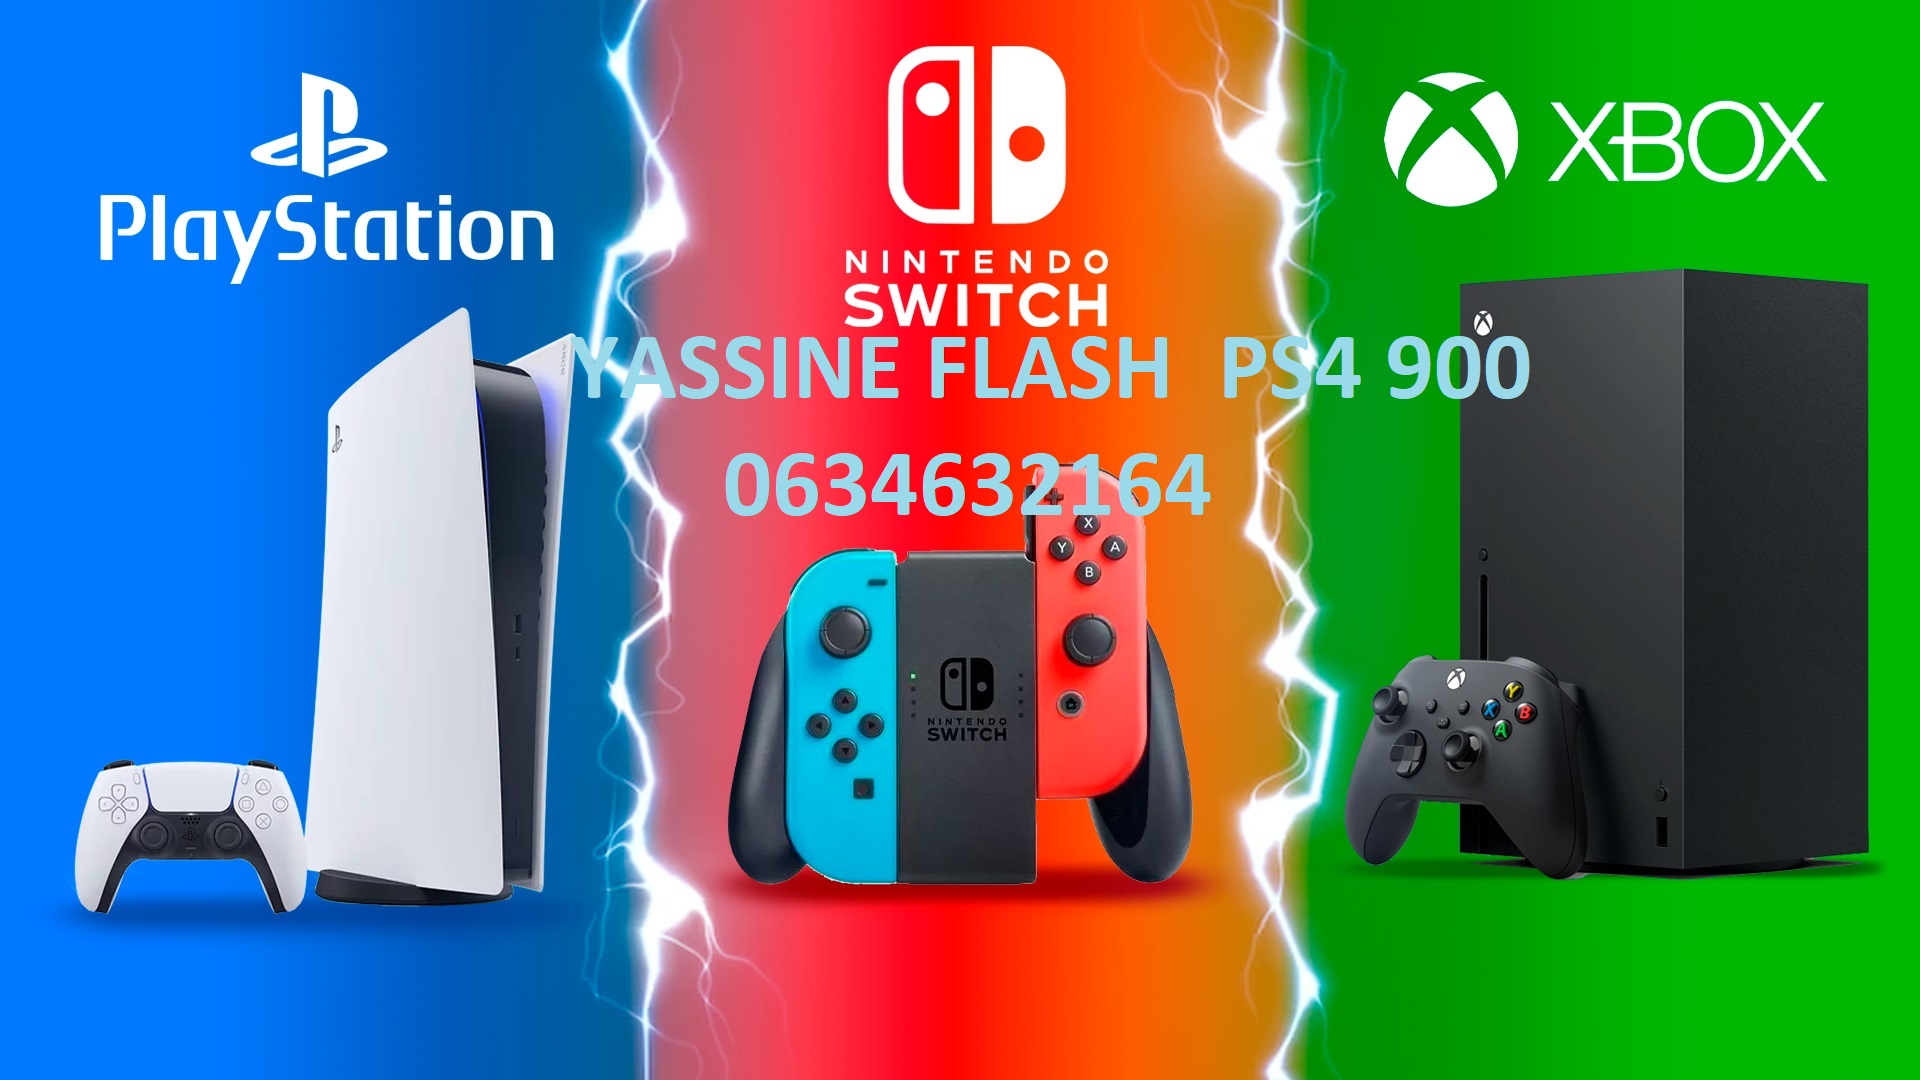 PlayStation
NINTENDO
SWITCH
XBOX
YASSINE FLASH  PS4 900
0634632164
X
Y A
B
NINTENDO
SWITCH
Y
X B
A